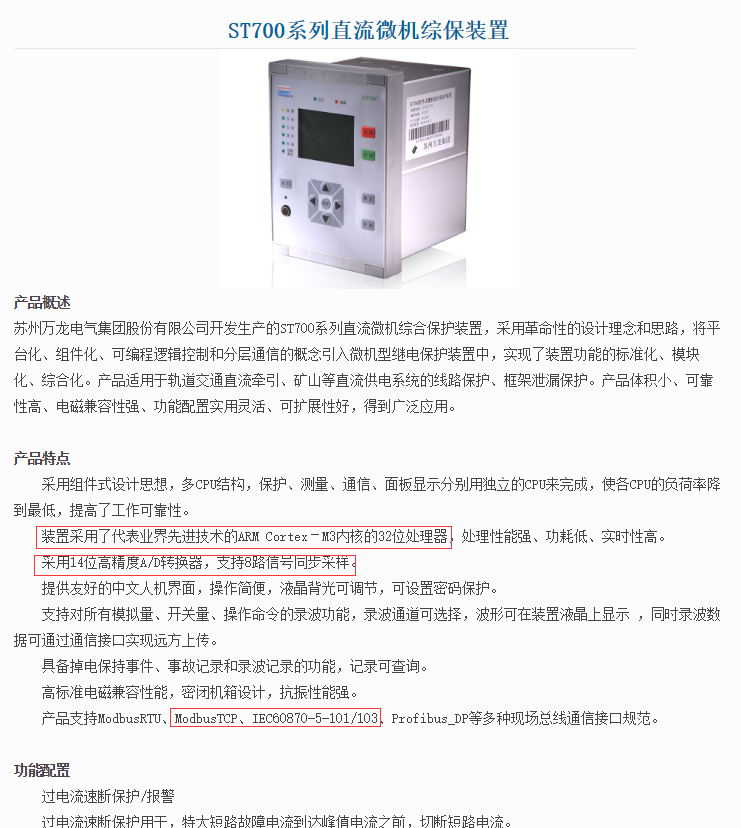 ST700系列直流微机综保装置
ST700
苏州万龙集团
产品概述
苏州万龙电气集团股份有限公司开发生产的ST700系列直流微机综合保护装置，采用革命性的设计理念和思路，将平
台化、组件化、可编程逻辑控制和分层通信的概念引入微机型继电保护装置中，实现了装置功能的标准化、模块
化、综合化。产品适用于轨道交通直流牵引、矿山等直流供电系统的线路保护、框架泄漏保护。产品体积小、可靠
性高、电磁兼容性强、功能配置实用灵活、可扩展性好，得到广泛应用。
产品特点
采用组件式设计思想，多CPU结构，保护、测量、通信、面板显示分别用独立的CPU来完成，使各CPU的负荷率降
到最低，提高了工作可靠性。
装置采用了代表业界先进技术的ARM Cortex－M3内核的32位处理器，处理性能强、功耗低、实时性高。
采用14位高精度A/D转换器，支持8路信号同步采样。
提供友好的中文人机界面，操作简便，液晶背光可调节，可设置密码保护。
支持对所有模拟量、开关量、操作命令的录波功能，录波通道可选择，波形可在装置液晶上显示 ，同时录波数
据可通过通信接口实现远方上传。
具备掉电保持事件、事故记录和录波记录的功能，记录可查询。
高标准电磁兼容性能，密闭机箱设计，抗振性能强。
产品支持ModbusRTU、ModbusTCP、IEC60870-5-101/103、Profibus_DP等多种现场总线通信接口规范。
功能配置
过电流速断保护/报警
过电流速断保护用于，特大短路故障电流到达峰值电流之前，切断短路电流。